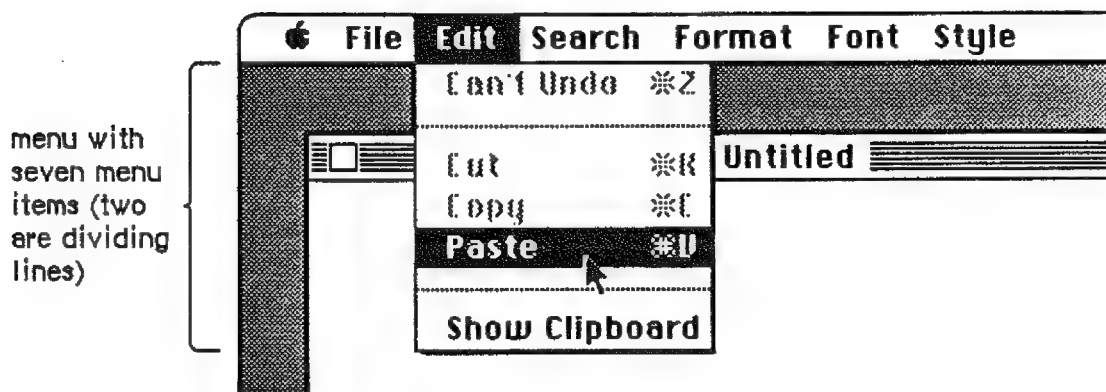 File Edit Search Format Font Style
Can't Undo ⌘Z
menu with
seven menu
items (two
are dividing
lines)
Untitled
Cut ⌘X
Copy ⌘C
Paste ⌘V
Show Clipboard